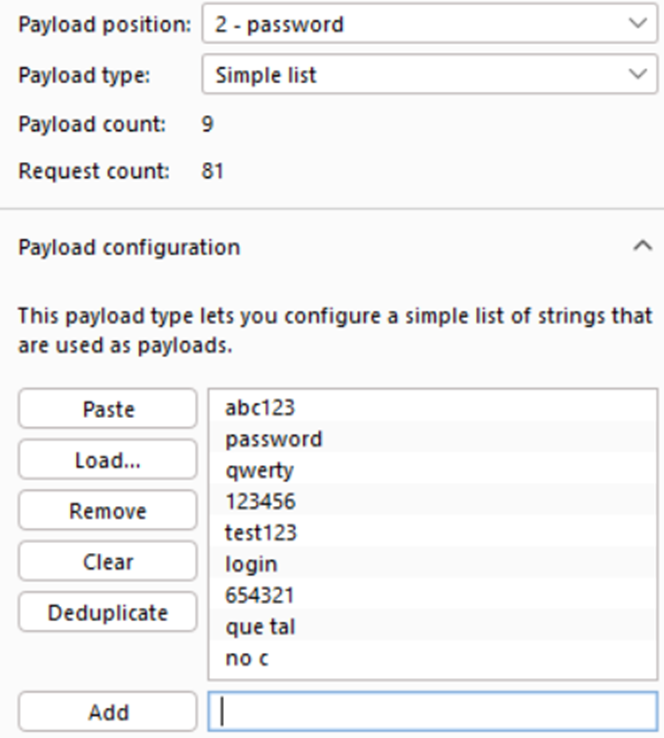 Payload position: 2 - password
Payload type: Simple list
Payload count: 9
Request count: 81
Payload configuration
This payload type lets you configure a simple list of strings that
are used as payloads.
Paste
Load...
Remove
Clear
Deduplicate
abc123
password
qwerty
123456
test123
login
654321
que tal
no c
Add